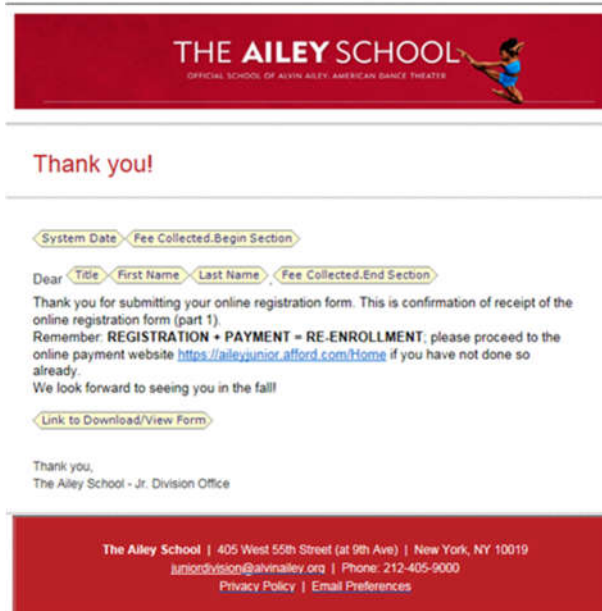 THE AILEY SCHOOL
OFFICIAL SCHOOL OF ALVIN AILEY AMERICAN DANCE THEATER
Thank you!
System Date Fee Collected.Begin Section
Dear Title First Name Last Name , Fee Collected.End Section
Thank you for submitting your online registration form. This is confirmation of receipt of the
online registration form (part 1).
Remember: REGISTRATION + PAYMENT = RE-ENROLLMENT; please proceed to the
online payment website https://aileyjunior.afford.com/Home if you have not done so
already.
We look forward to seeing you in the fall!
Link to Download/View Form
Thank you,
The Ailey School - Jr. Division Office
The Ailey School | 405 West 55th Street (at 9th Ave) | New York, NY 10019
juniordivision@alvinailey.org | Phone: 212-405-9000
Privacy Policy | Email Preferences